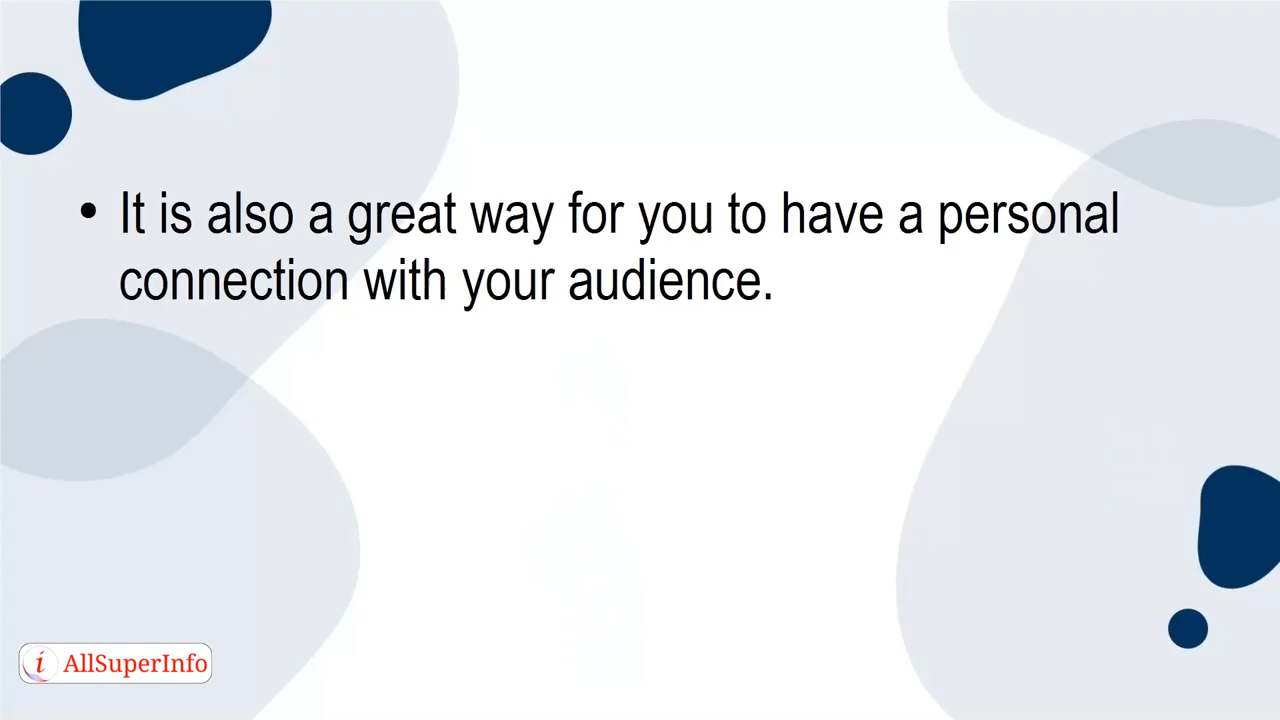 • It is also a great way for you to have a personal
connection with your audience.
i AllSuperInfo